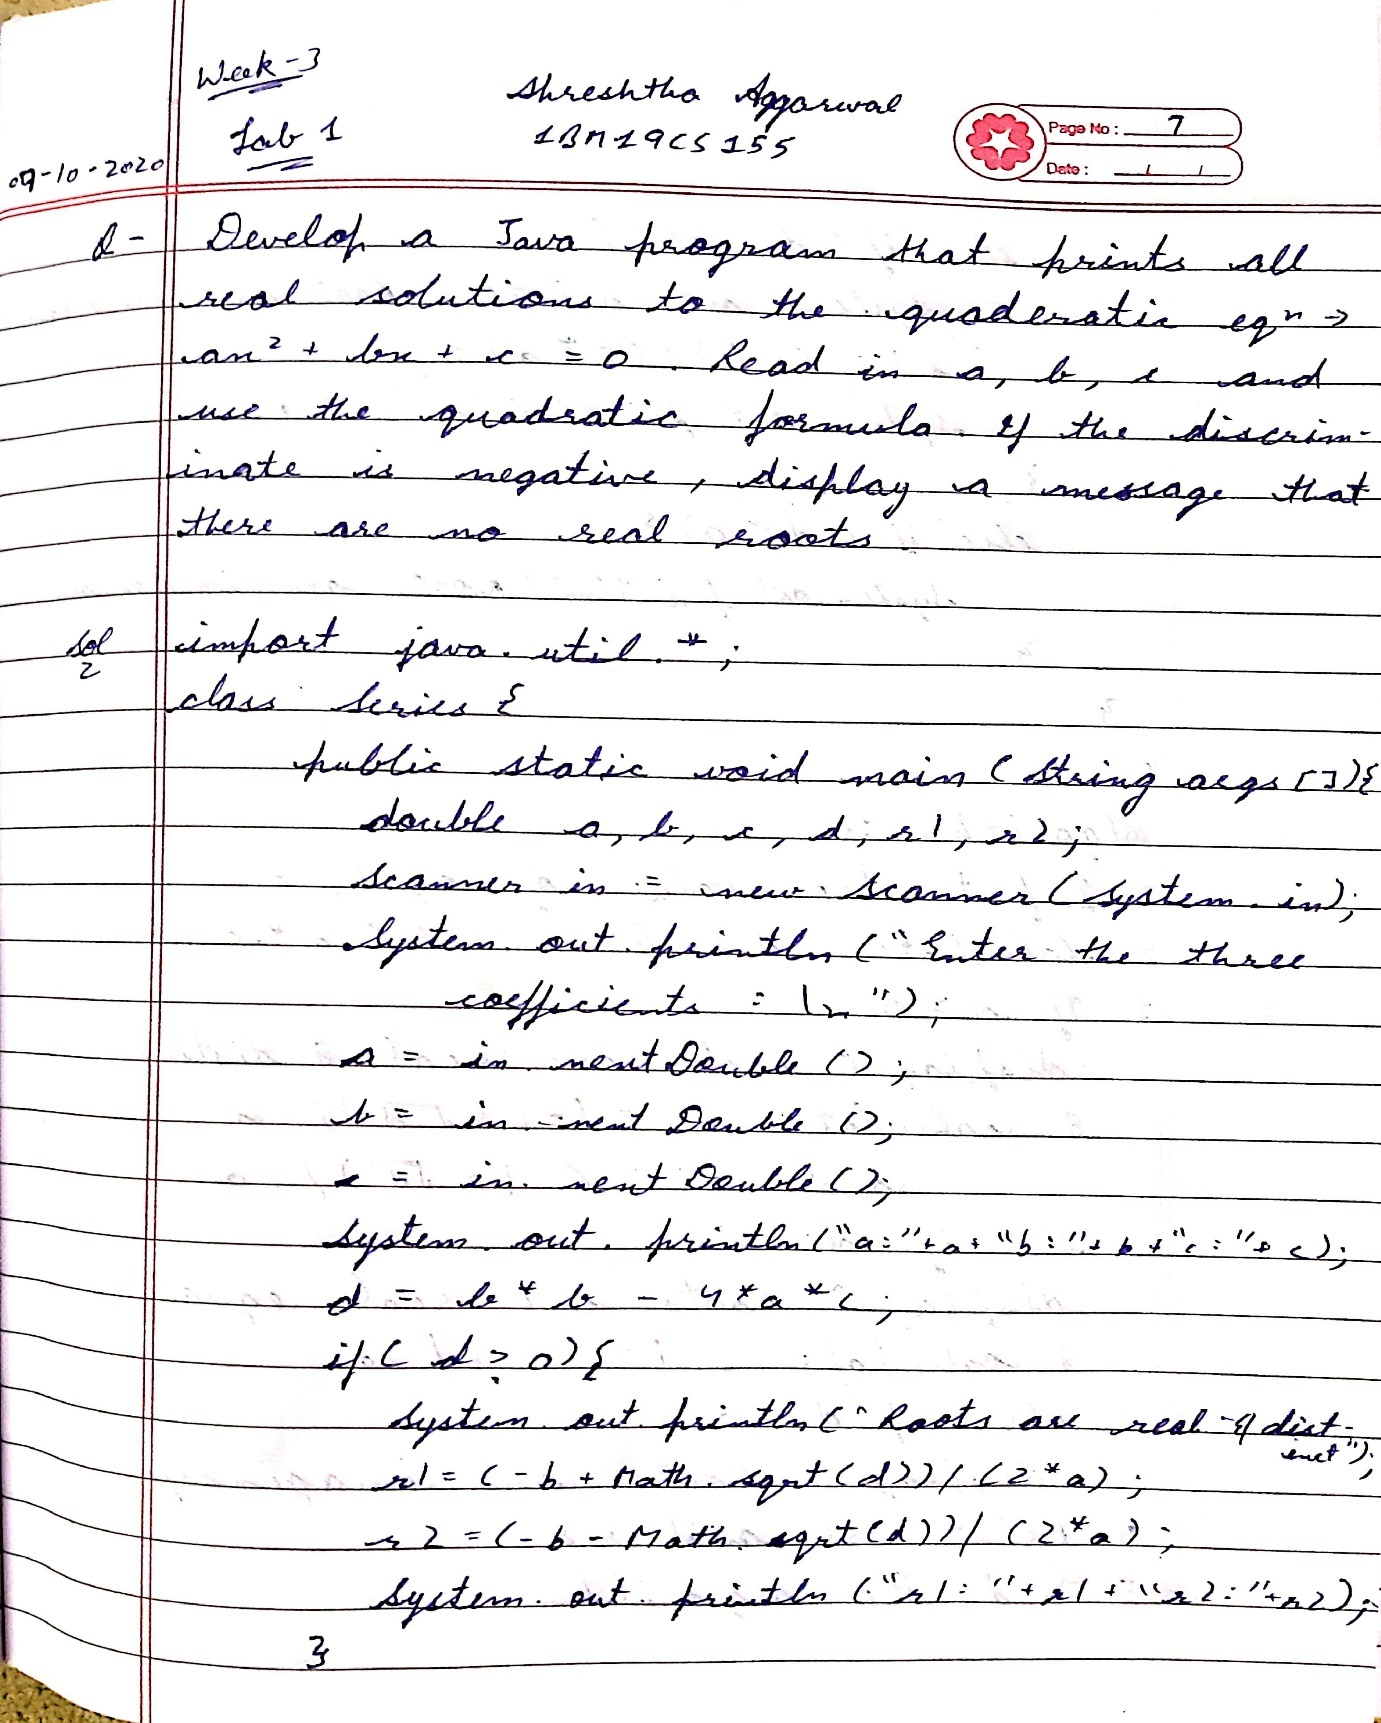 Week-3
Shreshtha Aggarwal
Lab 1
1BM19CS155
Page No: 7
Date:
09-10-2020
Q- Develop a Java program that prints all
real solutions to the quaderatic eqⁿ →
ax² + bx + c = 0. Read in a, b, c and
use the quadratic formula. If the discrim-
inate is negative, display a message that
there are no real roots.
Sol import java.util.*;
2
class Series {
public static void main (String args []){
double a, b, c, d, r1, r2;
Scanner in = new Scanner (System.in);
System.out.println ("Enter the three
coefficients : \n");
a = in.nextDouble ();
b = in.nextDouble ();
c = in.nextDouble ();
System.out.println("a:"+a+"b:"+b+"c:"+c);
d = b * b - 4*a*c;
if ( d > 0) {
System.out.println ("Roots are real & dist-
inct");
r1 = (-b + Math.sqrt(d))/(2*a);
r2 = (-b - Math.sqrt(d))/(2*a);
System.out.println ("r1: "+r1+"r2:"+r2);
}